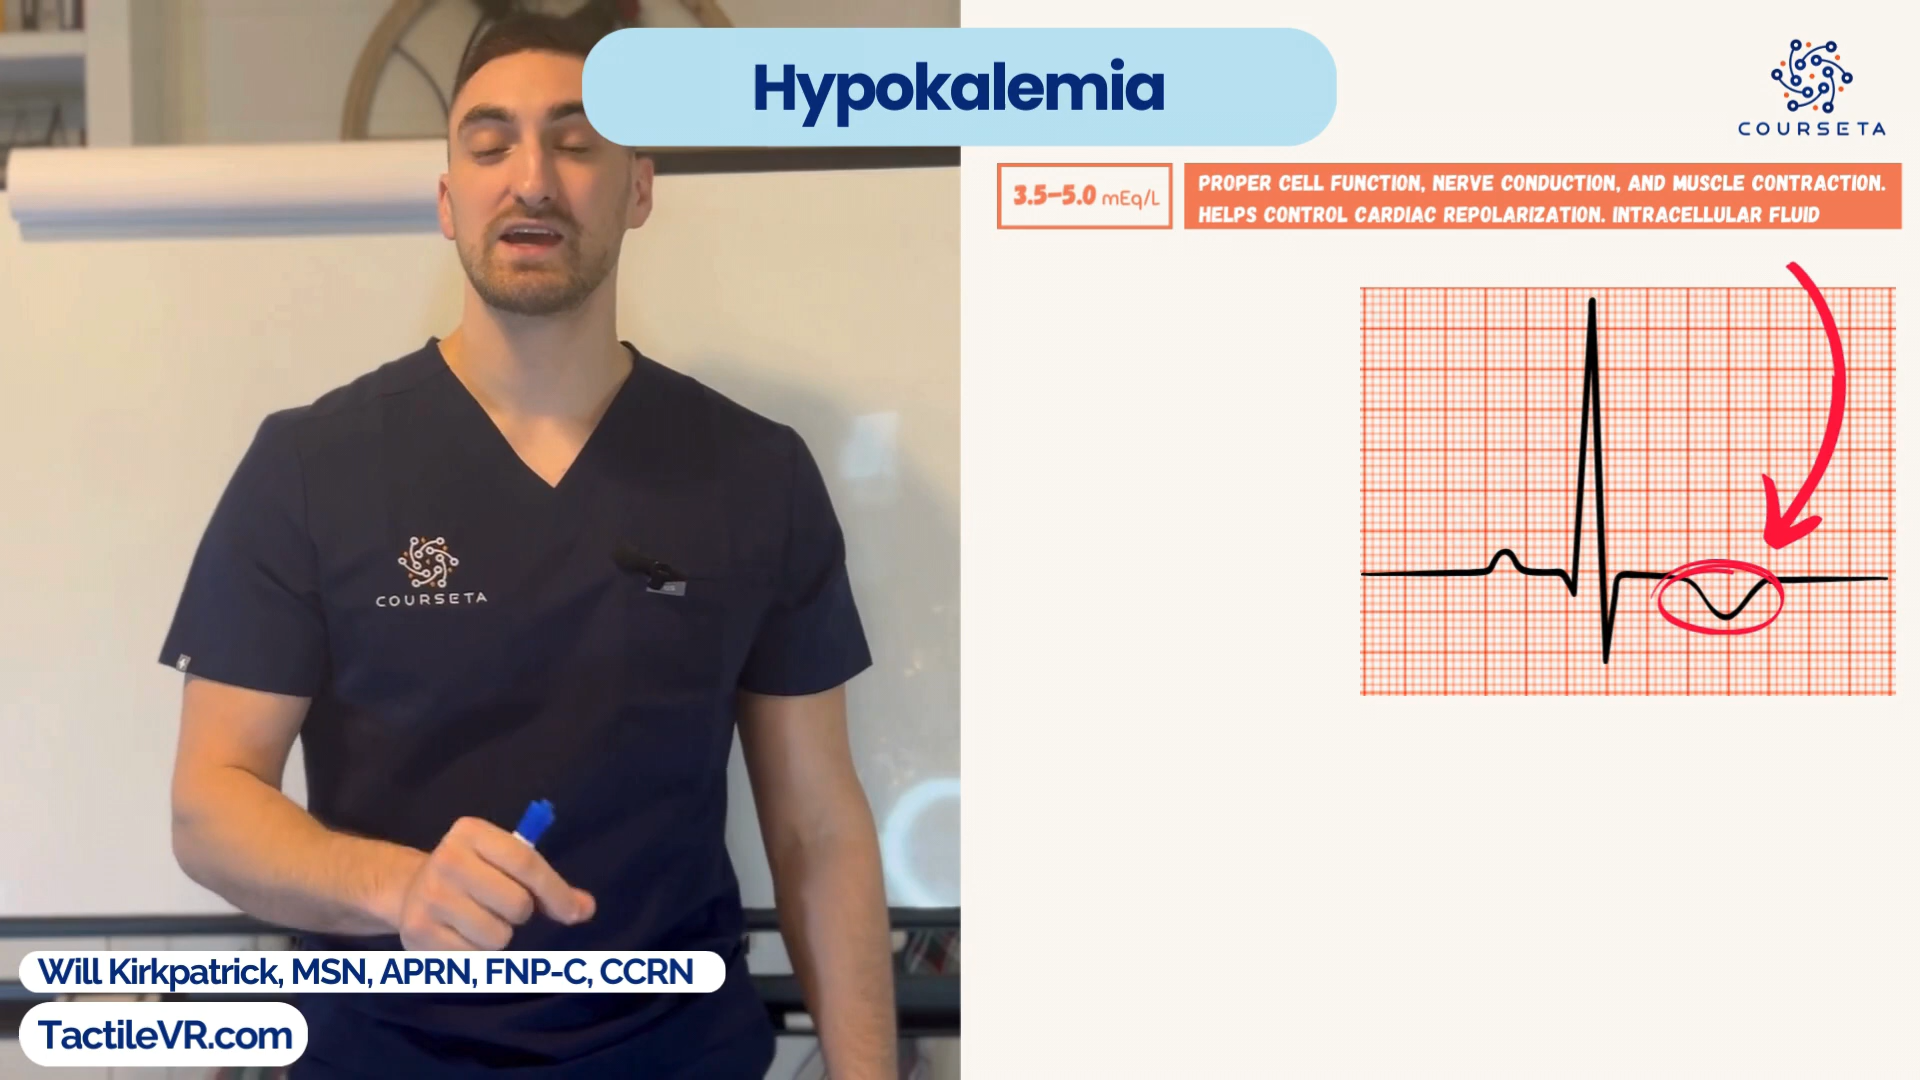 Hypokalemia
COURSETA
3.5–5.0 mEq/L
PROPER CELL FUNCTION, NERVE CONDUCTION, AND MUSCLE CONTRACTION.
HELPS CONTROL CARDIAC REPOLARIZATION. INTRACELLULAR FLUID
COURSETA
Will Kirkpatrick, MSN, APRN, FNP-C, CCRN
TactileVR.com